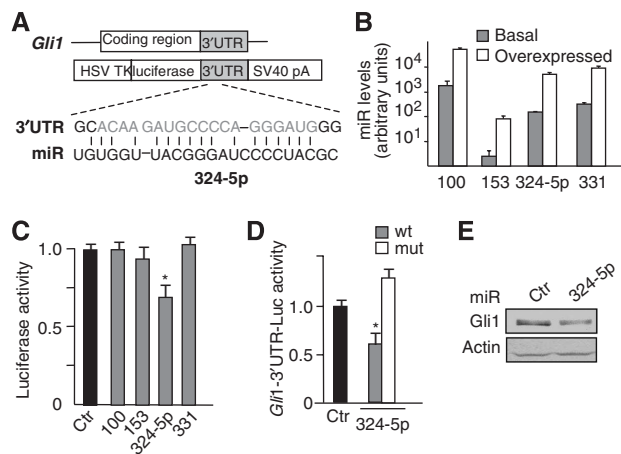 A
Gli1
Coding region
3′UTR
HSV TK
luciferase
3′UTR
SV40 pA
3′UTR GCACAAGAUGCCCCA–GGGAUGGG
miR UGUGGU–UACGGGAUCCCCUACGC
324-5p
B
Basal
Overexpressed
miR levels
(arbitrary units)
10⁴
10³
10²
10¹
100 153 324-5p 331
C
Luciferase activity
1.0
0.5
0
*
Ctr 100 153 324-5p 331
D
wt
mut
Gli1-3′UTR-Luc activity
1.0
0.5
0
*
Ctr 324-5p
E
miR Ctr 324-5p
Gli1
Actin